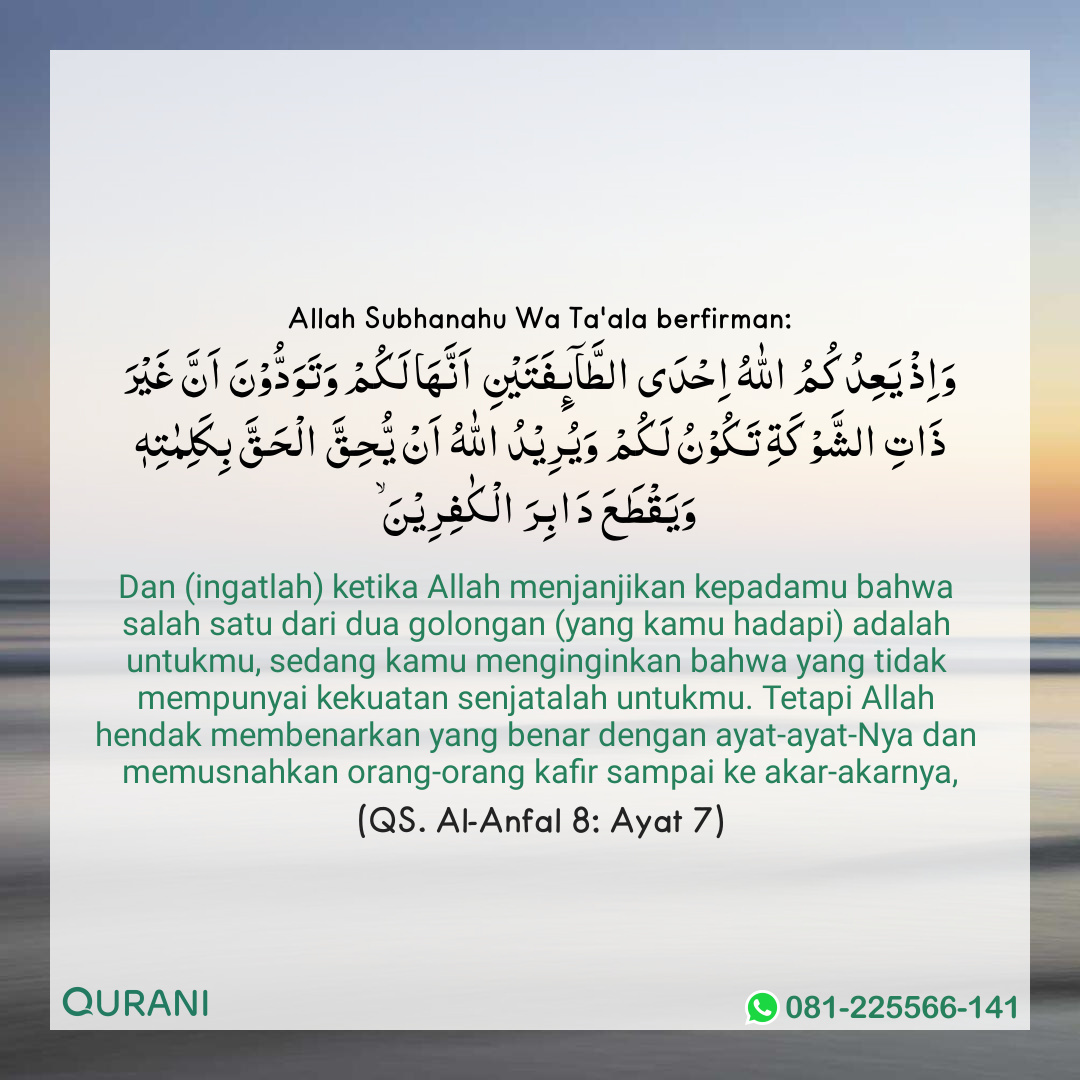 Allah Subhanahu Wa Ta'ala berfirman:
وَاِذْ يَعِدُكُمُ اللّٰهُ اِحْدَى الطَّاۤىِٕفَتَيْنِ اَنَّهَا لَكُمْ وَتَوَدُّوْنَ اَنَّ غَيْرَ
ذَاتِ الشَّوْكَةِ تَكُوْنُ لَكُمْ وَيُرِيْدُ اللّٰهُ اَنْ يُّحِقَّ الْحَقَّ بِكَلِمٰتِهٖ
وَيَقْطَعَ دَابِرَ الْكٰفِرِيْنَۙ
Dan (ingatlah) ketika Allah menjanjikan kepadamu bahwa
salah satu dari dua golongan (yang kamu hadapi) adalah
untukmu, sedang kamu menginginkan bahwa yang tidak
mempunyai kekuatan senjatalah untukmu. Tetapi Allah
hendak membenarkan yang benar dengan ayat-ayat-Nya dan
memusnahkan orang-orang kafir sampai ke akar-akarnya,
(QS. Al-Anfal 8: Ayat 7)
QURANI
081-225566-141